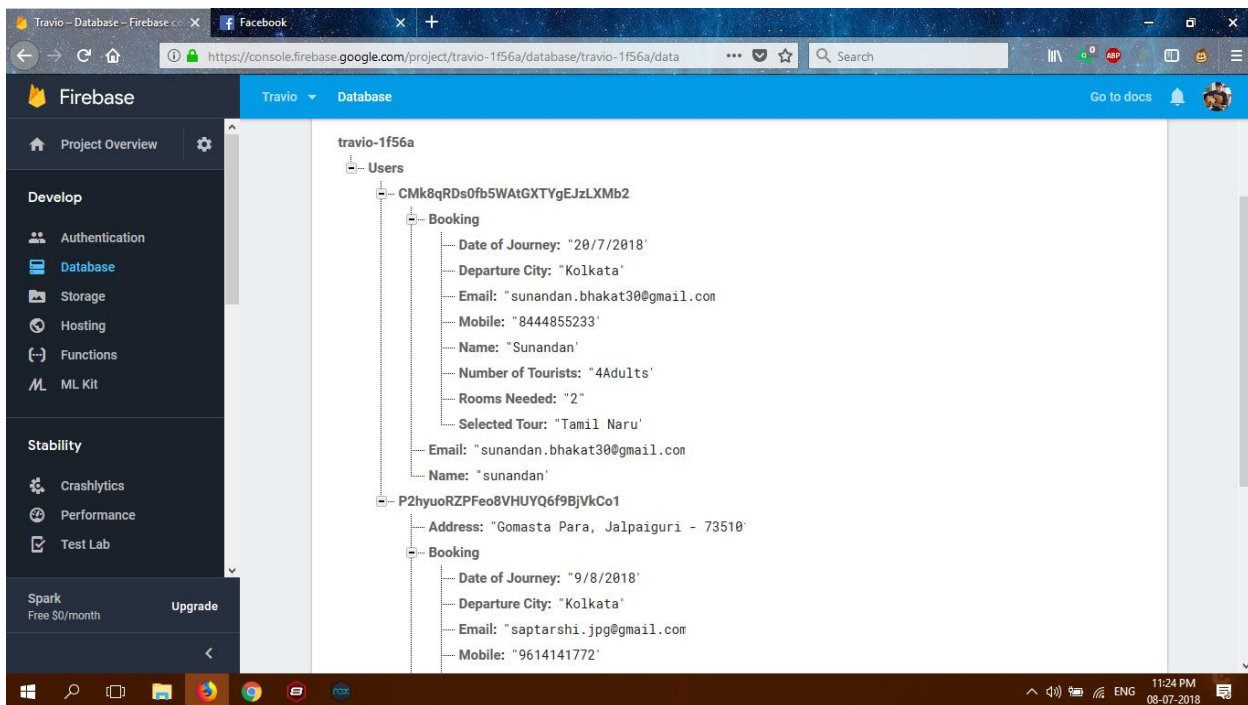 Travio – Database – Firebase co
Facebook
https://console.firebase.google.com/project/travio-1f56a/database/travio-1f56a/data
Search
ABP
Firebase
Travio
Database
Go to docs
Project Overview
Develop
Authentication
Database
Storage
Hosting
Functions
ML Kit
Stability
Crashlytics
Performance
Test Lab
Spark
Free $0/month
Upgrade
travio-1f56a
Users
CMk8qRDs0fb5WAtGXTYgEJzLXMb2
Booking
Date of Journey: "20/7/2018'
Departure City: "Kolkata'
Email: "sunandan.bhakat30@gmail.com
Mobile: "8444855233'
Name: "Sunandan'
Number of Tourists: "4Adults'
Rooms Needed: "2"
Selected Tour: "Tamil Naru'
Email: "sunandan.bhakat30@gmail.com
Name: "sunandan'
P2hyuoRZPFeo8VHUYQ6f9BjVkCo1
Address: "Gomasta Para, Jalpaiguri - 73510'
Booking
Date of Journey: "9/8/2018'
Departure City: "Kolkata'
Email: "saptarshi.jpg@gmail.com
Mobile: "9614141772'
nox
ENG
11:24 PM
08-07-2018